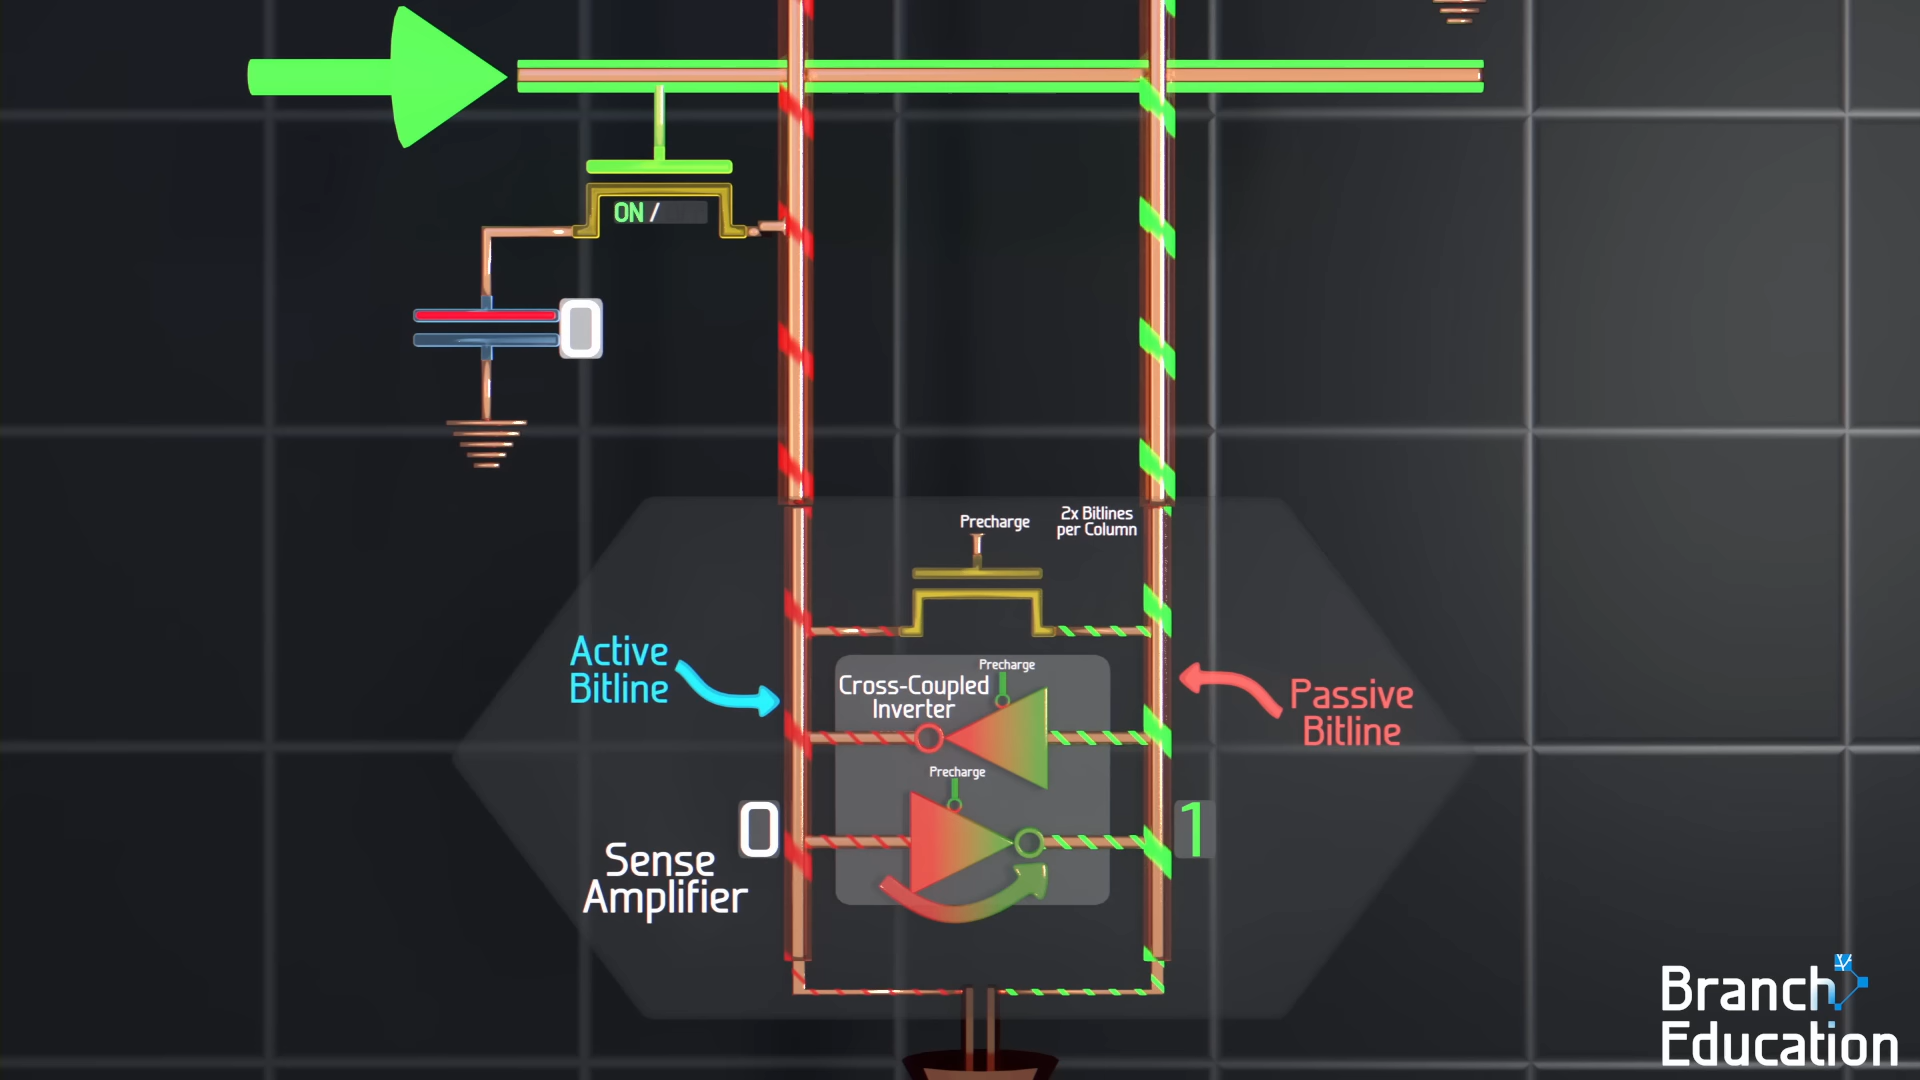 ON /
0
Precharge
2x Bitlines
per Column
Active
Bitline
Precharge
Cross-Coupled
Inverter
Passive
Bitline
Precharge
0
1
Sense
Amplifier
Branch
Education